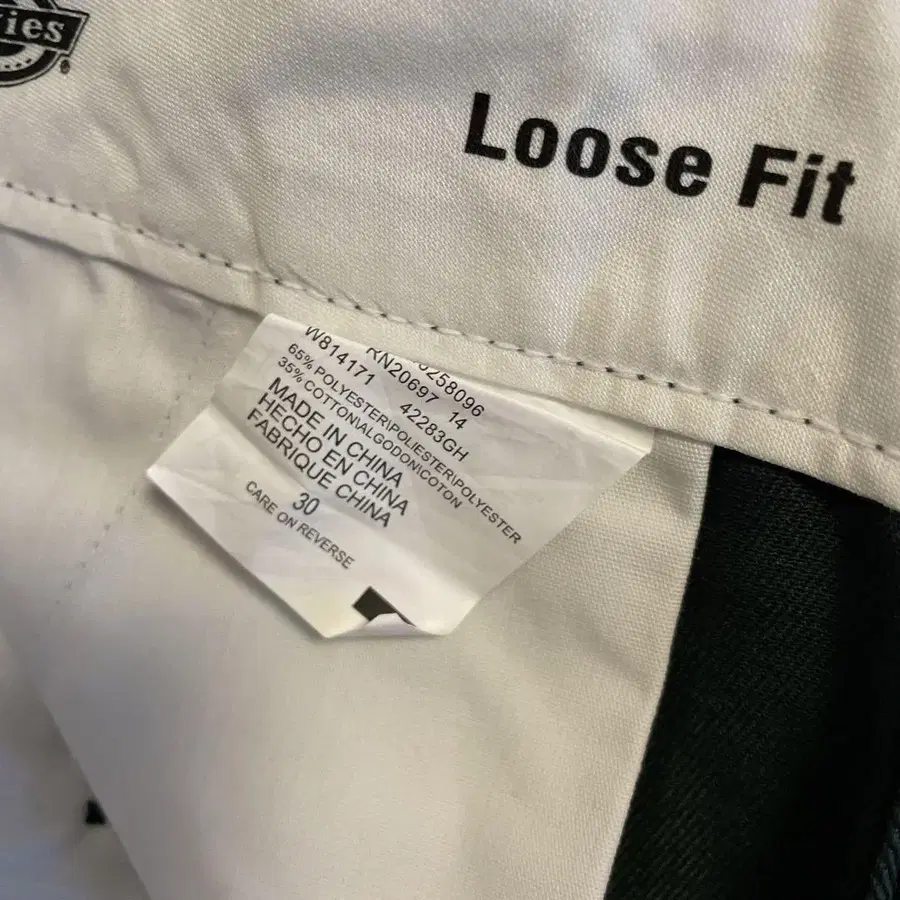 ies
Loose Fit
258096
RN20697 14
W814171 42283GH
65% POLYESTER\POLIESTER\POLYESTER
35% COTTON\ALGODON\COTON
MADE IN CHINA
HECHO EN CHINA
FABRIQUE CHINA
30
CARE ON REVERSE